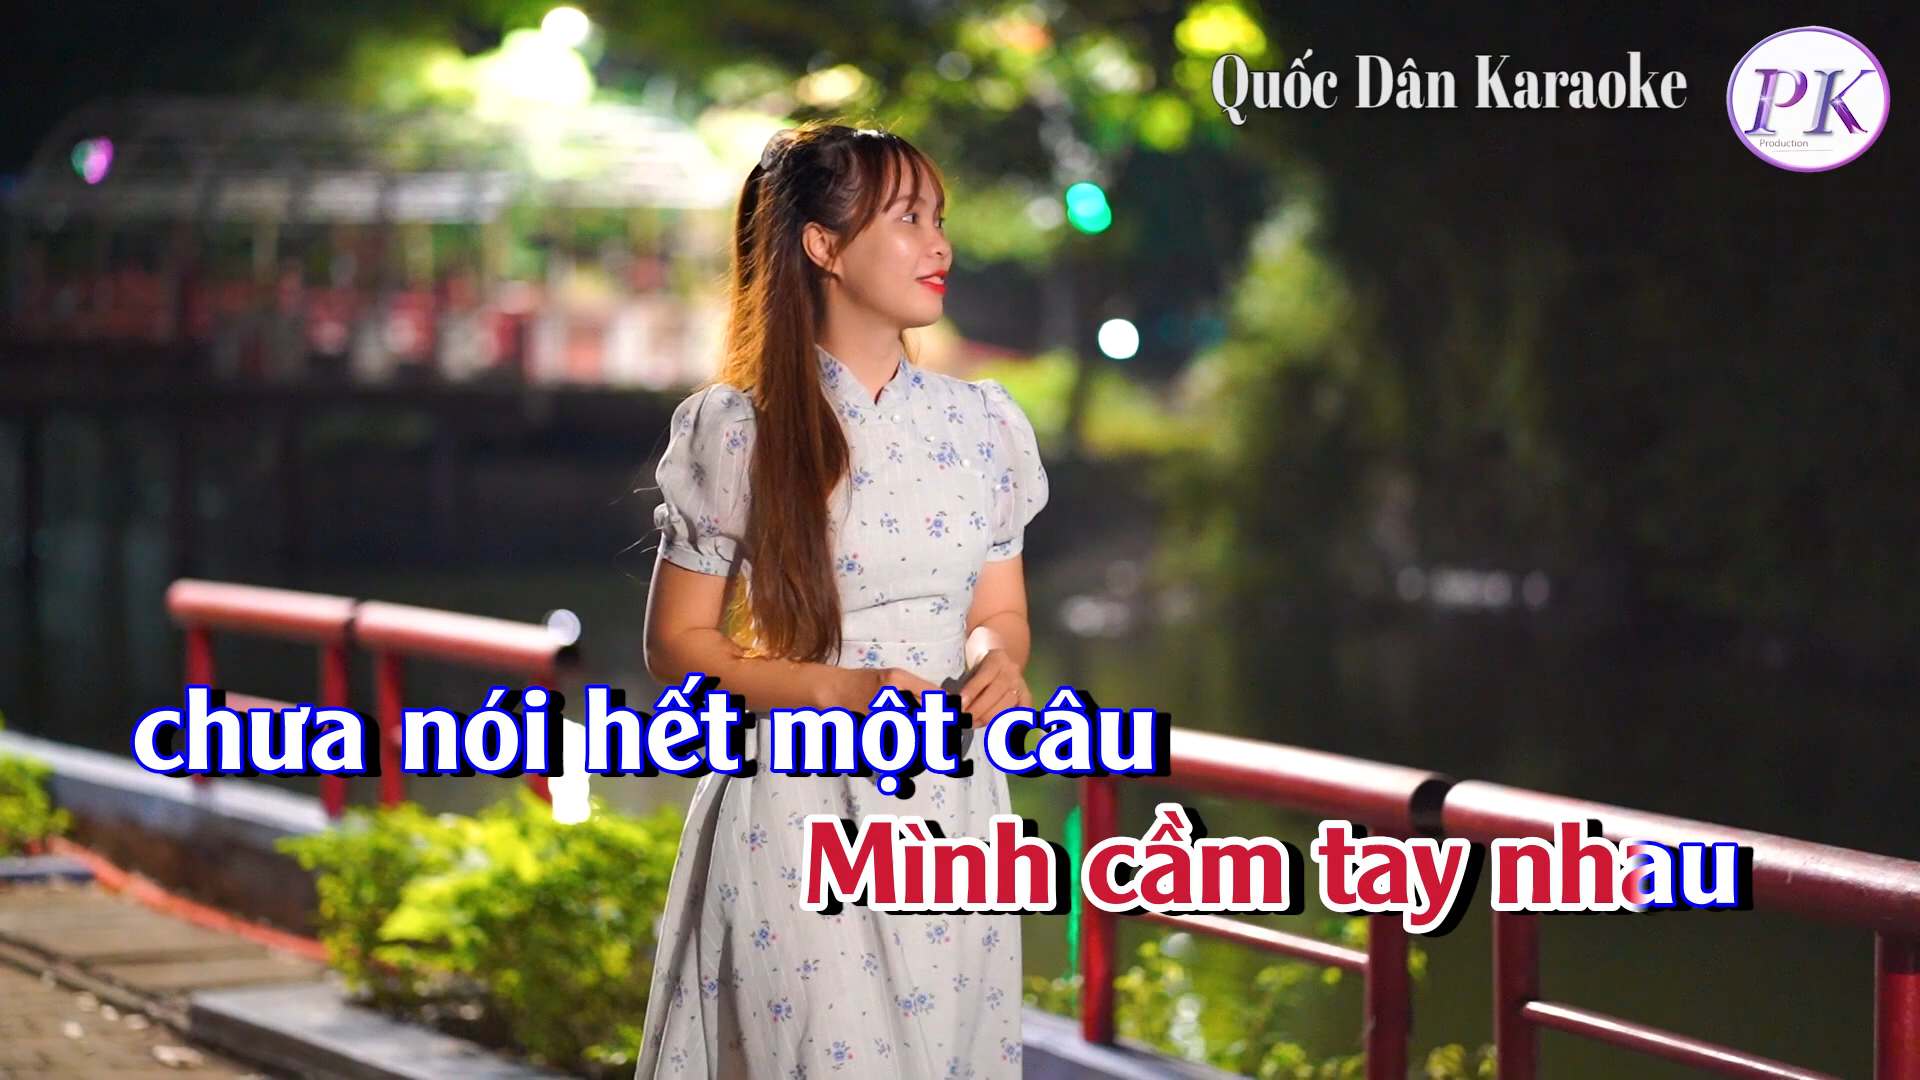 Quốc Dân Karaoke
PK
Production
chưa nói hết một câu
Mình cầm tay nhau